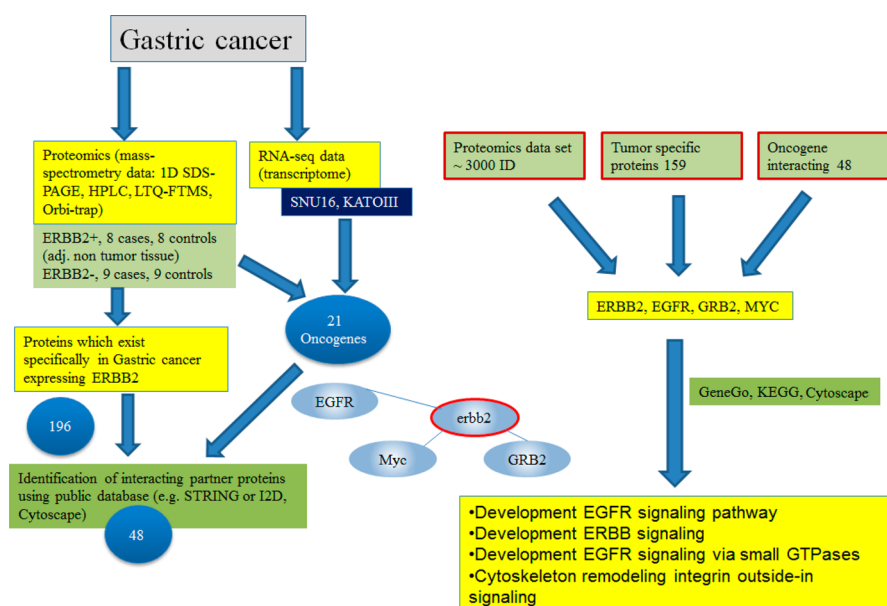 Gastric cancer
Proteomics (mass-
spectrometry data: 1D SDS-
PAGE, HPLC, LTQ-FTMS,
Orbi-trap)
RNA-seq data
(transcriptome)
SNU16, KATOIII
ERBB2+, 8 cases, 8 controls
(adj. non tumor tissue)
ERBB2-, 9 cases, 9 controls
21
Oncogenes
Proteins which exist
specifically in Gastric cancer
expressing ERBB2
196
EGFR
erbb2
Myc
GRB2
Identification of interacting partner proteins
using public database (e.g. STRING or I2D,
Cytoscape)
48
Proteomics data set
~ 3000 ID
Tumor specific
proteins 159
Oncogene
interacting 48
ERBB2, EGFR, GRB2, MYC
GeneGo, KEGG, Cytoscape
•Development EGFR signaling pathway
•Development ERBB signaling
•Development EGFR signaling via small GTPases
•Cytoskeleton remodeling integrin outside-in
signaling